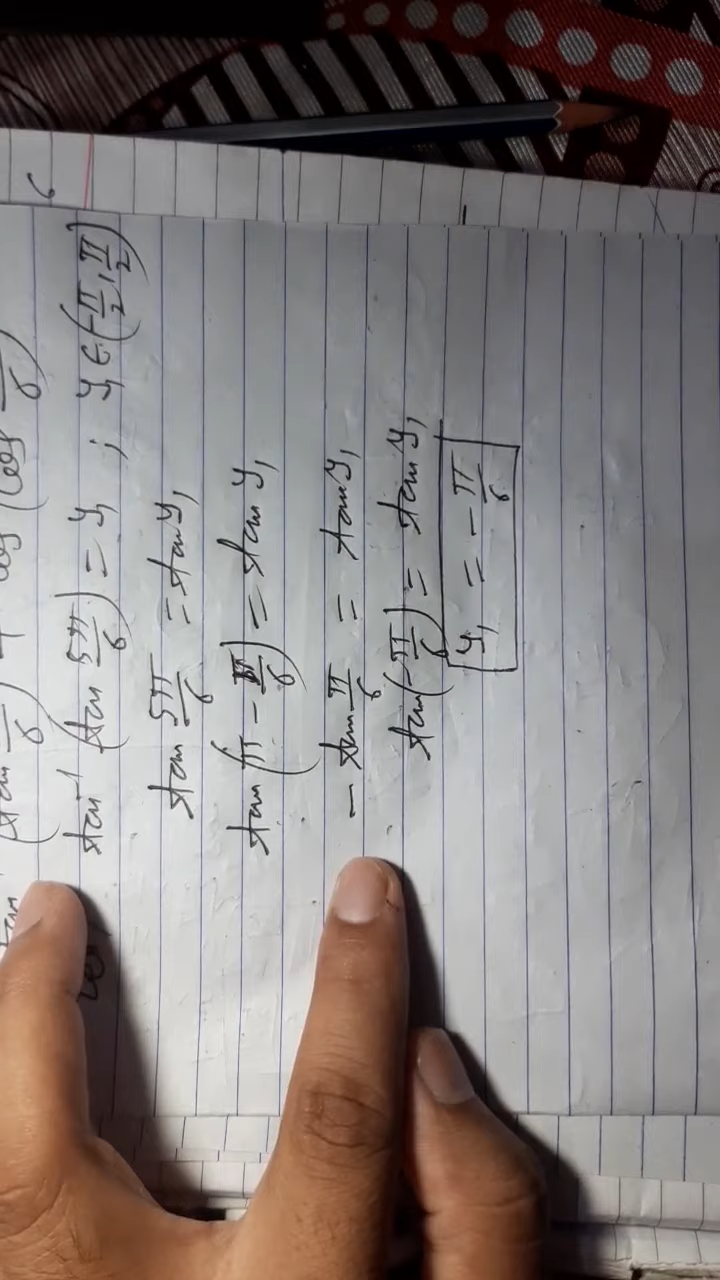 tan⁻¹(tan 5π/6) = y₁ ; y₁ ∈ (-π/2, π/2)
tan 5π/6 = tan y₁
tan(π - π/6) = tan y₁
- tan π/6 = tan y₁
tan(-π/6) = tan y₁
y₁ = -π/6